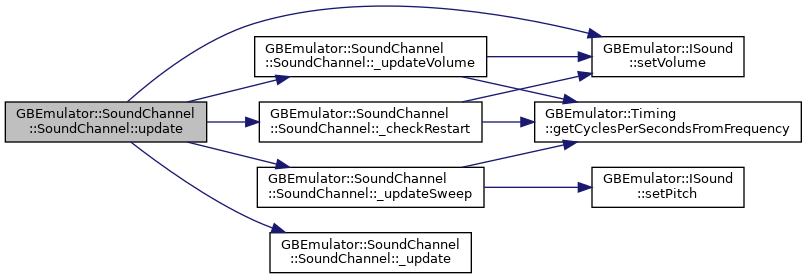 GBEmulator::SoundChannel
::SoundChannel::update
GBEmulator::SoundChannel
::SoundChannel::_updateVolume
GBEmulator::SoundChannel
::SoundChannel::_checkRestart
GBEmulator::SoundChannel
::SoundChannel::_updateSweep
GBEmulator::SoundChannel
::SoundChannel::_update
GBEmulator::ISound
::setVolume
GBEmulator::Timing
::getCyclesPerSecondsFromFrequency
GBEmulator::ISound
::setPitch